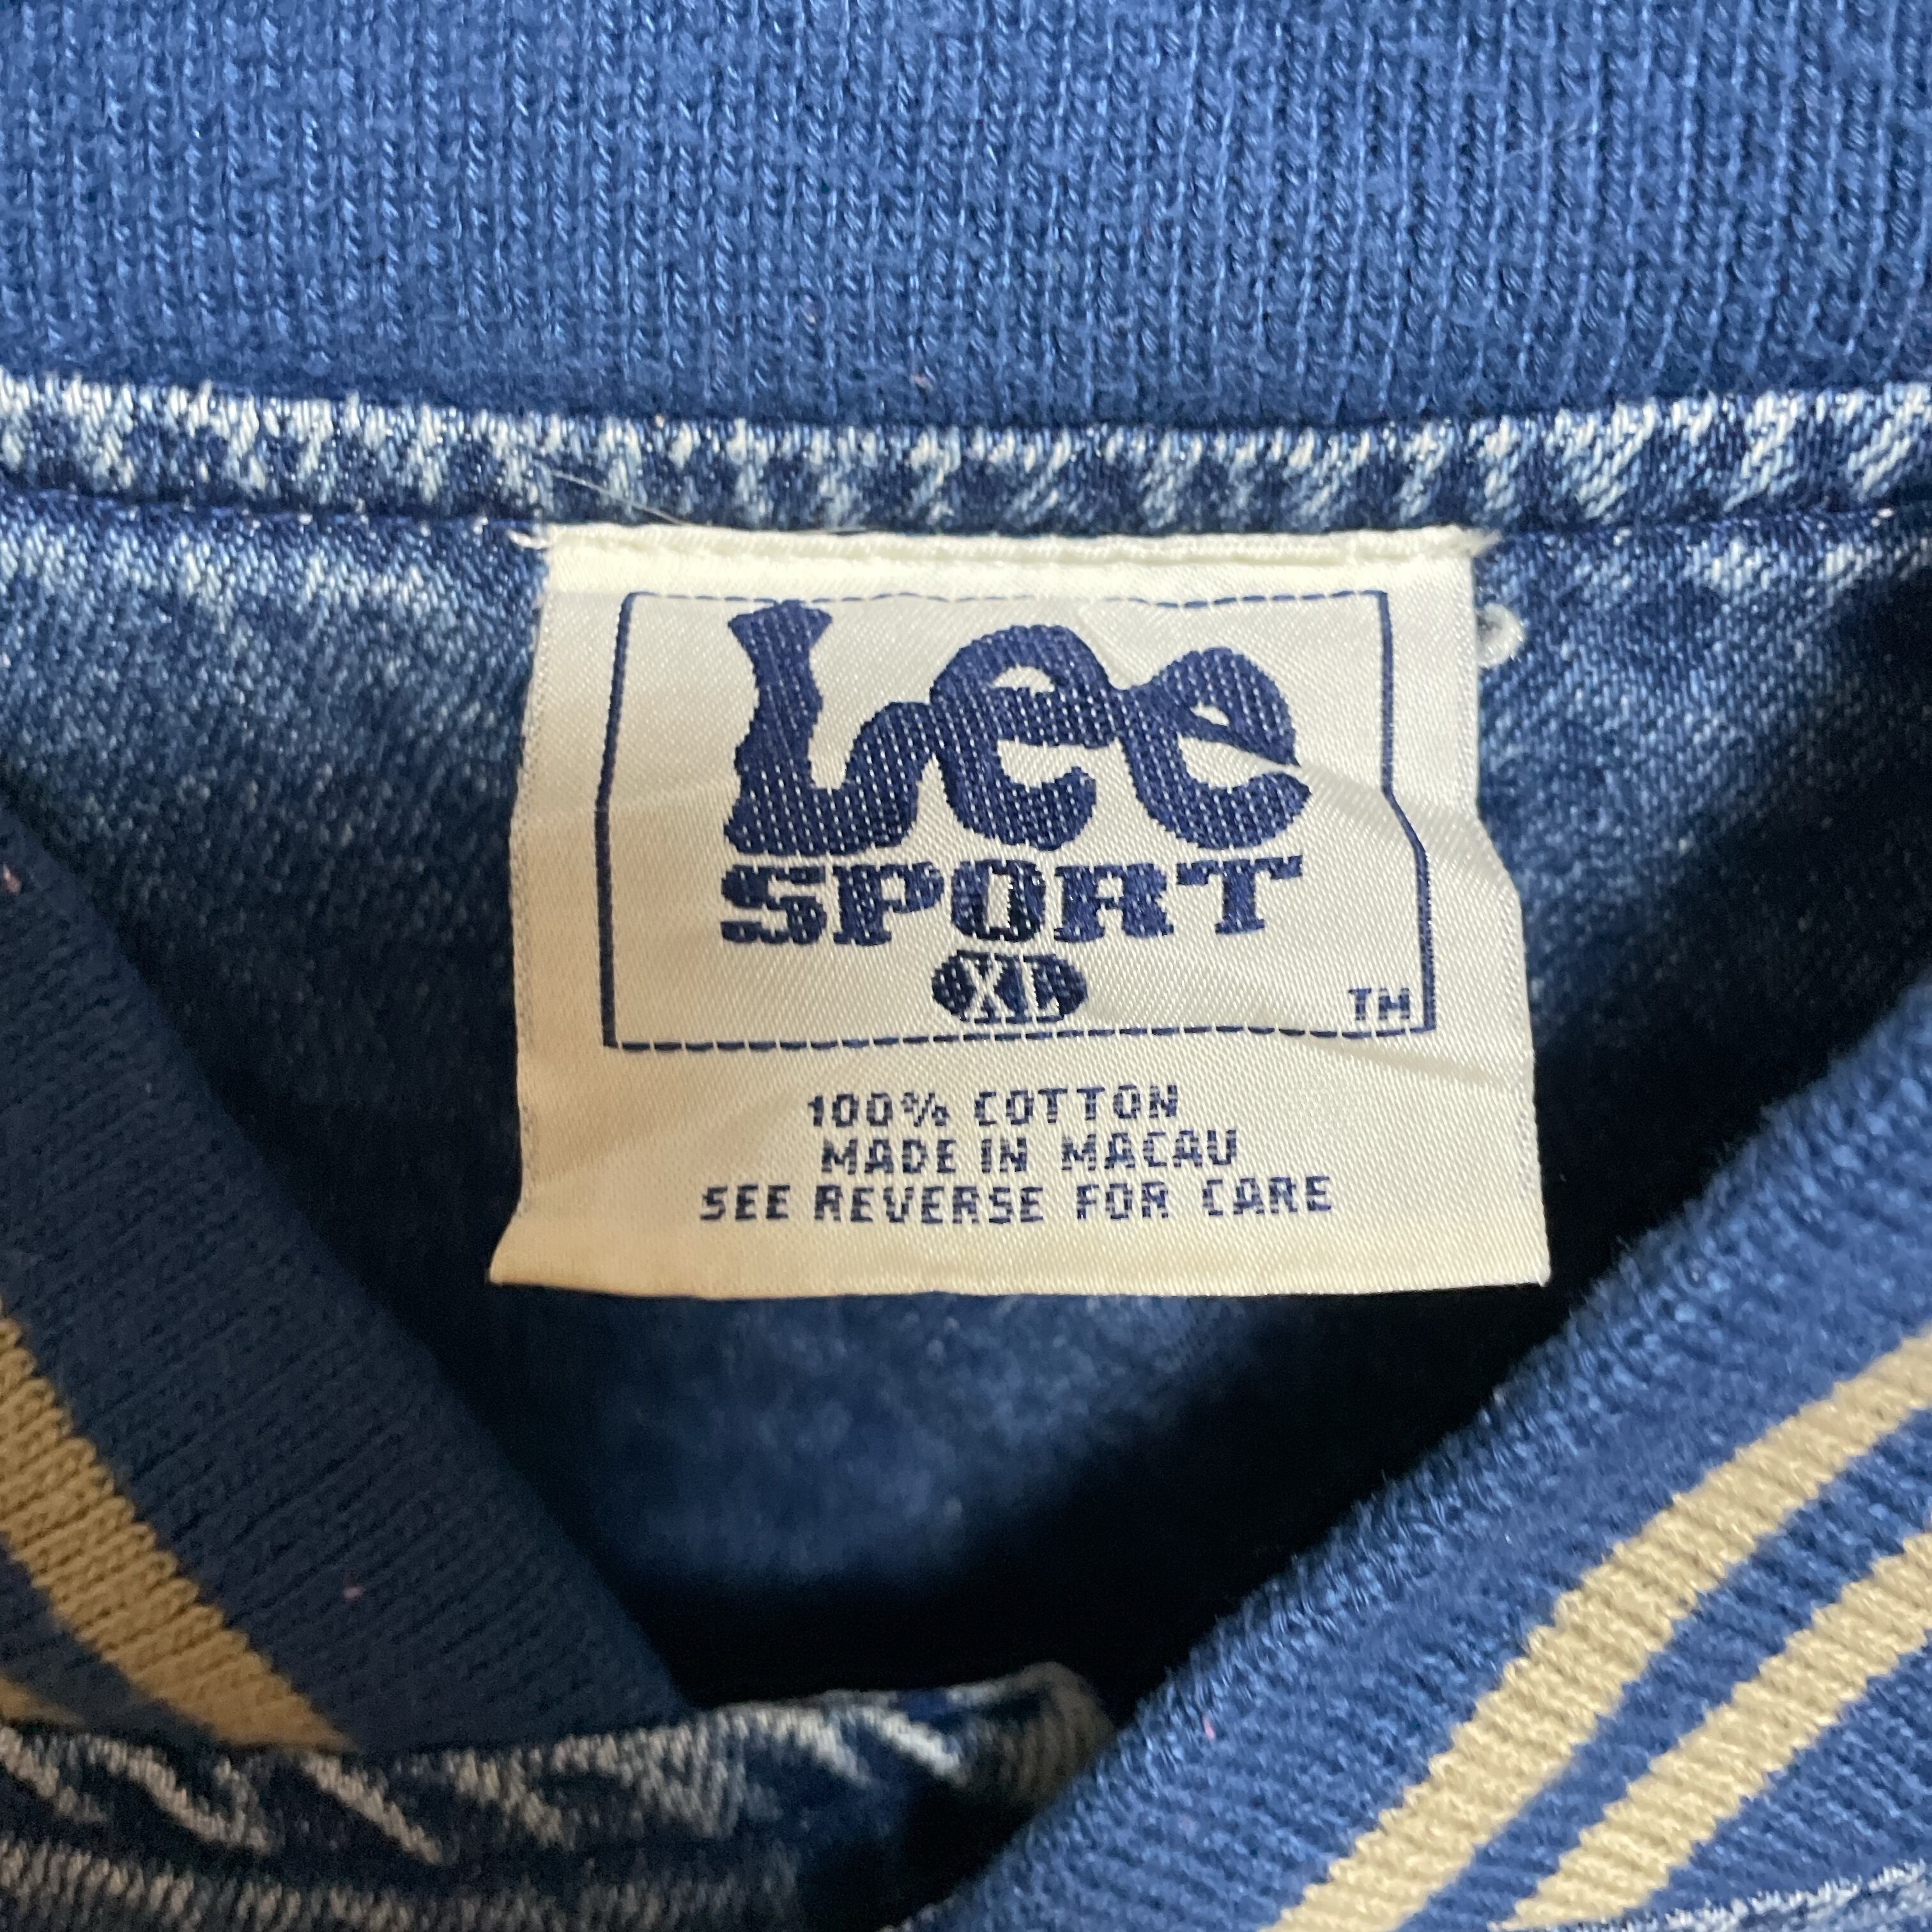 Lee
SPORT
XL
TM
100% COTTON
MADE IN MACAU
SEE REVERSE FOR CARE